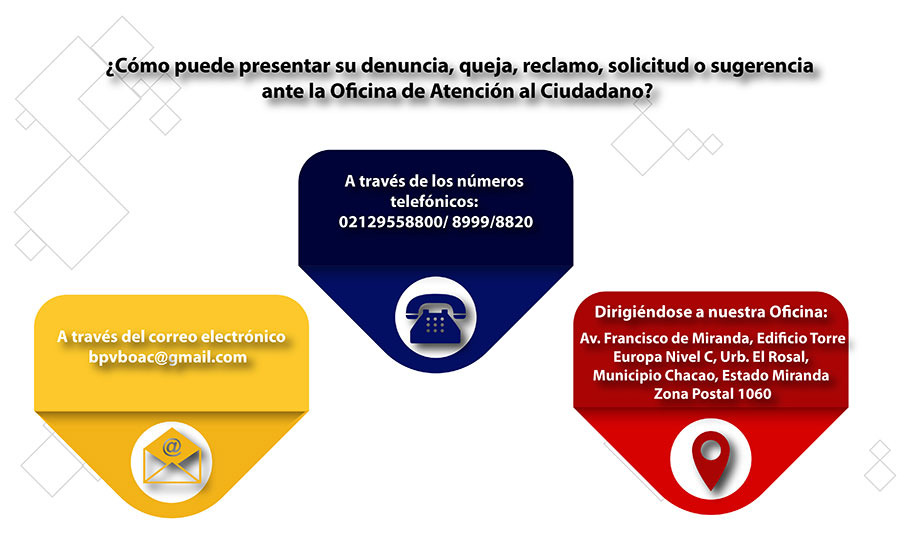 ¿Cómo puede presentar su denuncia, queja, reclamo, solicitud o sugerencia
ante la Oficina de Atención al Ciudadano?
A través de los números
telefónicos:
02129558800/ 8999/8820
A través del correo electrónico
bpvboac@gmail.com
@
Dirigiéndose a nuestra Oficina:
Av. Francisco de Miranda, Edificio Torre
Europa Nivel C, Urb. El Rosal,
Municipio Chacao, Estado Miranda
Zona Postal 1060